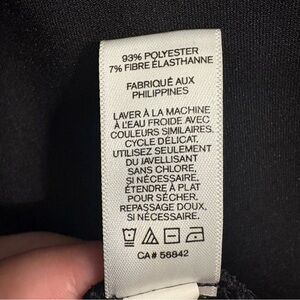 93% POLYESTER
7% FIBRE ÉLASTHANNE
FABRIQUÉ AUX
PHILIPPINES
LAVER À LA MACHINE
À L'EAU FROIDE AVEC
COULEURS SIMILAIRES.
CYCLE DÉLICAT.
UTILISEZ SEULEMENT
DU JAVELLISANT
SANS CHLORE,
SI NÉCESSAIRE.
ÉTENDRE À PLAT
POUR SÉCHER.
REPASSAGE DOUX,
SI NÉCESSAIRE.
CA# 56842